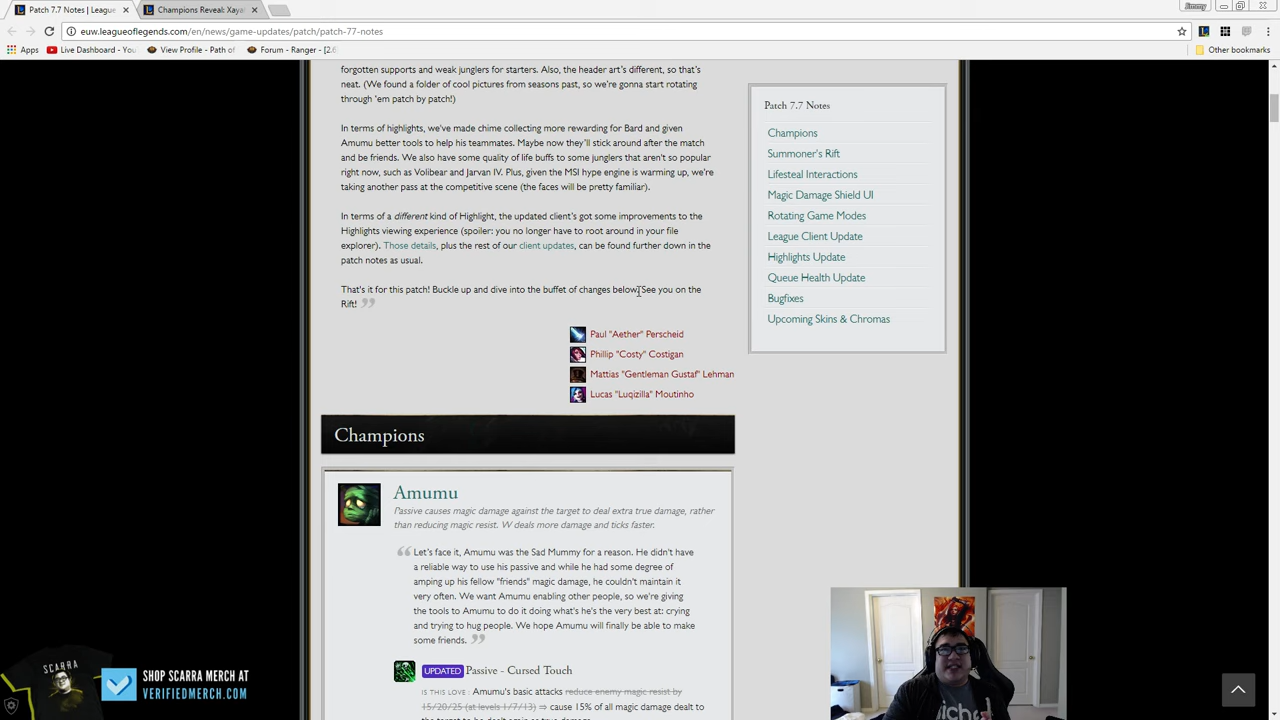 Patch 7.7 Notes | League
Champions Reveal: Xaya
Jimmy
euw.leagueoflegends.com/en/news/game-updates/patch/patch-77-notes
Apps
Live Dashboard - You
View Profile - Path of
Forum - Ranger - [2.6
Other bookmarks
forgotten supports and weak junglers for starters. Also, the header art's different, so that's
neat. (We found a folder of cool pictures from seasons past, so we're gonna start rotating
through 'em patch by patch!)
In terms of highlights, we've made chime collecting more rewarding for Bard and given
Amumu better tools to help his teammates. Maybe now they'll stick around after the match
and be friends. We also have some quality of life buffs to some junglers that aren't so popular
right now, such as Volibear and Jarvan IV. Plus, given the MSI hype engine is warming up, we're
taking another pass at the competitive scene (the faces will be pretty familiar).
In terms of a different kind of Highlight, the updated client's got some improvements to the
Highlights viewing experience (spoiler: you no longer have to root around in your file
explorer). Those details, plus the rest of our client updates, can be found further down in the
patch notes as usual.
That's it for this patch! Buckle up and dive into the buffet of changes below. See you on the
Rift! ”
Paul "Aether" Perscheid
Phillip "Costy" Costigan
Mattias "Gentleman Gustaf" Lehman
Lucas "Luqizilla" Moutinho
Patch 7.7 Notes
Champions
Summoner's Rift
Lifesteal Interactions
Magic Damage Shield UI
Rotating Game Modes
League Client Update
Highlights Update
Queue Health Update
Bugfixes
Upcoming Skins & Chromas
Champions
Amumu
Passive causes magic damage against the target to deal extra true damage, rather
than reducing magic resist. W deals more damage and ticks faster.
“ Let's face it, Amumu was the Sad Mummy for a reason. He didn't have
a reliable way to use his passive and while he had some degree of
amping up his fellow "friends" magic damage, he couldn't maintain it
very often. We want Amumu enabling other people, so we're giving
the tools to Amumu to do it doing what's he's the very best at: crying
and trying to hug people. We hope Amumu will finally be able to make
some friends. ”
UPDATED Passive - Cursed Touch
IS THIS LOVE : Amumu's basic attacks reduce enemy magic resist by
15/20/25 (at levels 1/7/13) ⇒ cause 15% of all magic damage dealt to
the target to be dealt again as true damage.
SCARRA
SHOP SCARRA MERCH AT
VERIFIEDMERCH.COM